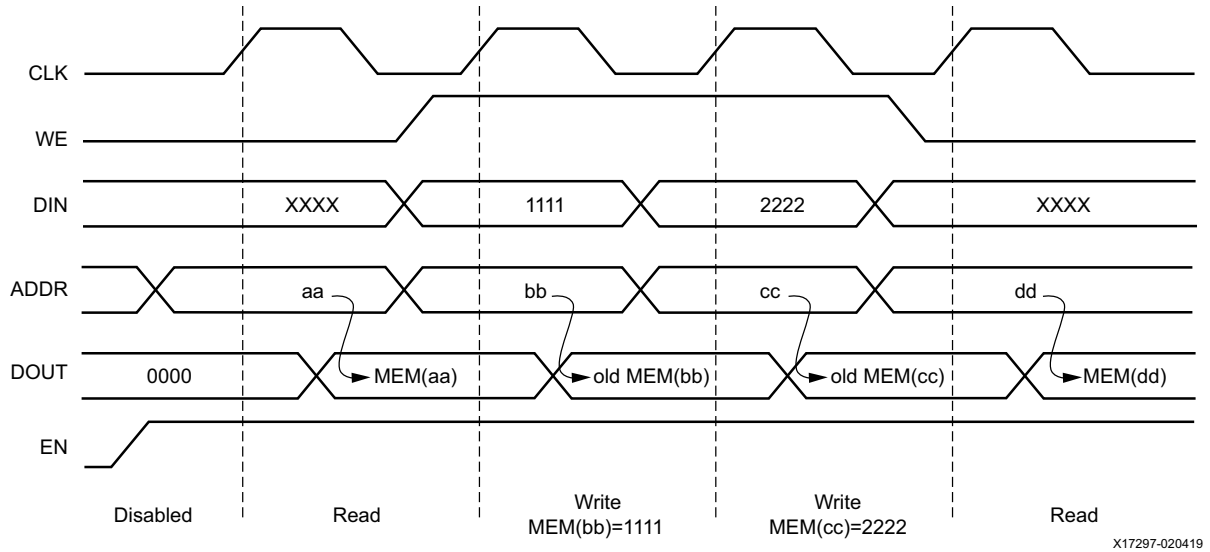 CLK
WE
DIN XXXX 1111 2222 XXXX
ADDR aa bb cc dd
DOUT 0000 MEM(aa) old MEM(bb) old MEM(cc) MEM(dd)
EN
Disabled Read Write Write Read
MEM(bb)=1111 MEM(cc)=2222
X17297-020419